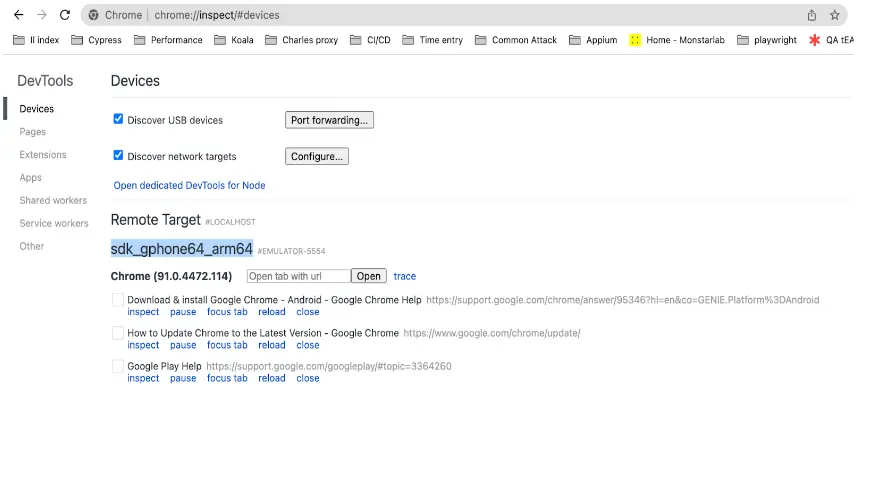 Chrome | chrome://inspect/#devices
II index Cypress Performance Koala Charles proxy CI/CD Time entry Common Attack Appium Home - Monstarlab playwright QA tEA
DevTools
Devices
Pages
Extensions
Apps
Shared workers
Service workers
Other
Devices
Discover USB devices Port forwarding...
Discover network targets Configure...
Open dedicated DevTools for Node
Remote Target #LOCALHOST
sdk_gphone64_arm64 #EMULATOR-5554
Chrome (91.0.4472.114) Open tab with url Open trace
Download & install Google Chrome - Android - Google Chrome Help https://support.google.com/chrome/answer/95346?hl=en&co=GENIE.Platform%3DAndroid
inspect pause focus tab reload close
How to Update Chrome to the Latest Version - Google Chrome https://www.google.com/chrome/update/
inspect pause focus tab reload close
Google Play Help https://support.google.com/googleplay/#topic=3364260
inspect pause focus tab reload close